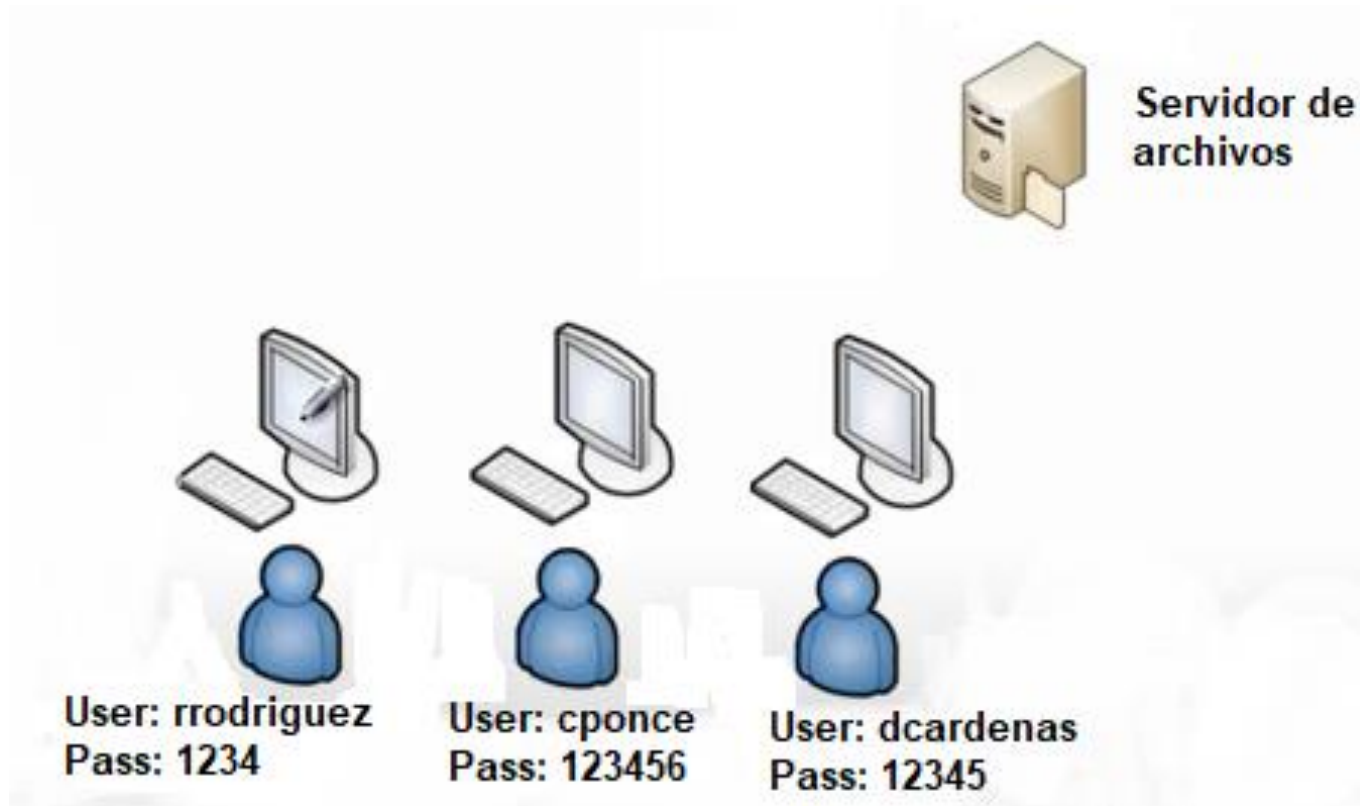 Servidor de
archivos
User: rrodriguez
Pass: 1234
User: cponce
Pass: 123456
User: dcardenas
Pass: 12345